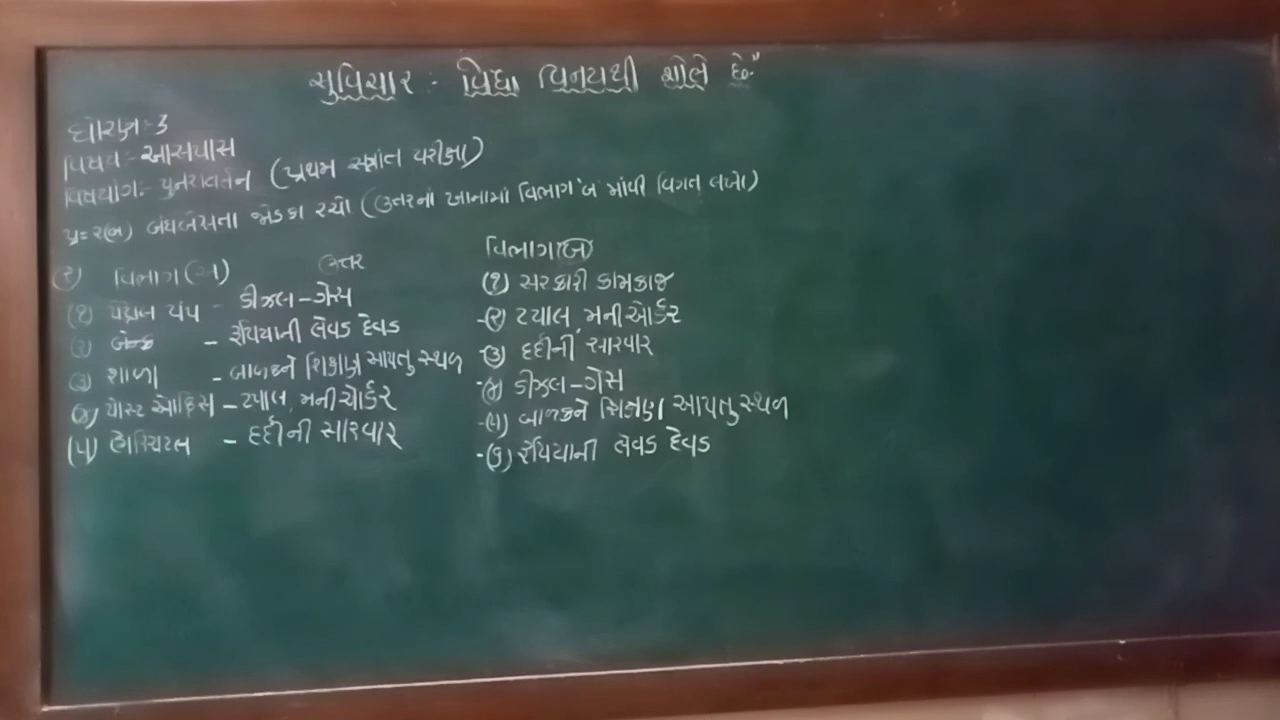 સુવિચાર :- વિદ્યા વિનયથી શોભે છે."
ધોરણ :- ૩
વિષય :- આસપાસ
વિષયાંગ :- પુનરાવર્તન (પ્રથમ સત્રાંત પરીક્ષા)
પ્ર= ૨(બ) બંધબેસતા જોડકા રચો (ઉત્તરના ખાનામાં વિભાગ બ માંથી વિગત લખો)
(૨) વિભાગ (અ) ઉત્તર વિભાગ (બ)
(૧) પેટ્રોલ પંપ - ડીઝલ - ગેસ (૧) સરકારી કામકાજ
(૨) બેન્ક - રૂપિયાની લેવડ દેવડ -(૨) ટપાલ, મનીઓર્ડર
(૩) શાળા - બાળકને શિક્ષણ આપતુ સ્થળ -(૩) દર્દીની સારવાર
(૪) પોસ્ટ ઓફિસ - ટપાલ, મનીઓર્ડર -(૪) ડીઝલ - ગેસ
(૫) હોસ્પિટલ - દર્દીની સારવાર -(૫) બાળકને શિક્ષણ આપતુ સ્થળ
-(૬) રૂપિયાની લેવડ દેવડ